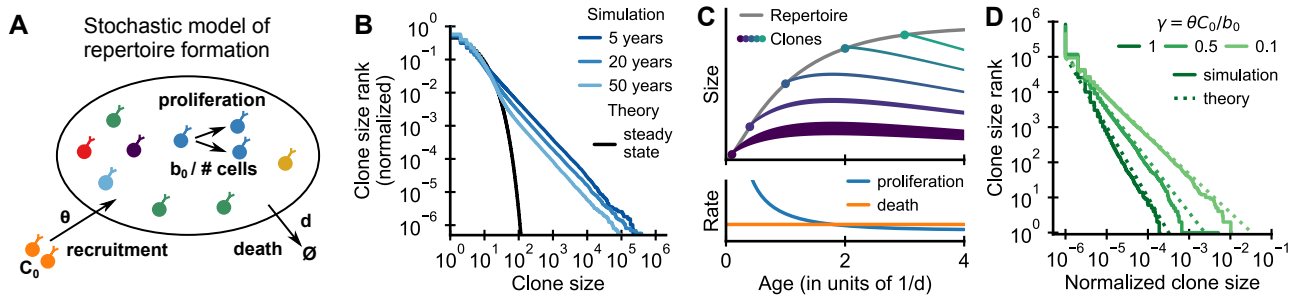 A
Stochastic model of
repertoire formation
proliferation
b₀ / # cells
θ
recruitment
C₀
d
death
Ø
B
Clone size rank
(normalized)
10⁰
10⁻¹
10⁻²
10⁻³
10⁻⁴
10⁻⁵
10⁻⁶
10⁰ 10¹ 10² 10³ 10⁴ 10⁵ 10⁶
Clone size
Simulation
5 years
20 years
50 years
Theory
steady
state
C
Size
Repertoire
Clones
Rate
proliferation
death
0 2 4
Age (in units of 1/d)
D
Clone size rank
10⁶
10⁵
10⁴
10³
10²
10¹
10⁰
γ = θC₀/b₀
1 0.5 0.1
simulation
theory
10⁻⁶ 10⁻⁵ 10⁻⁴ 10⁻³ 10⁻² 10⁻¹
Normalized clone size